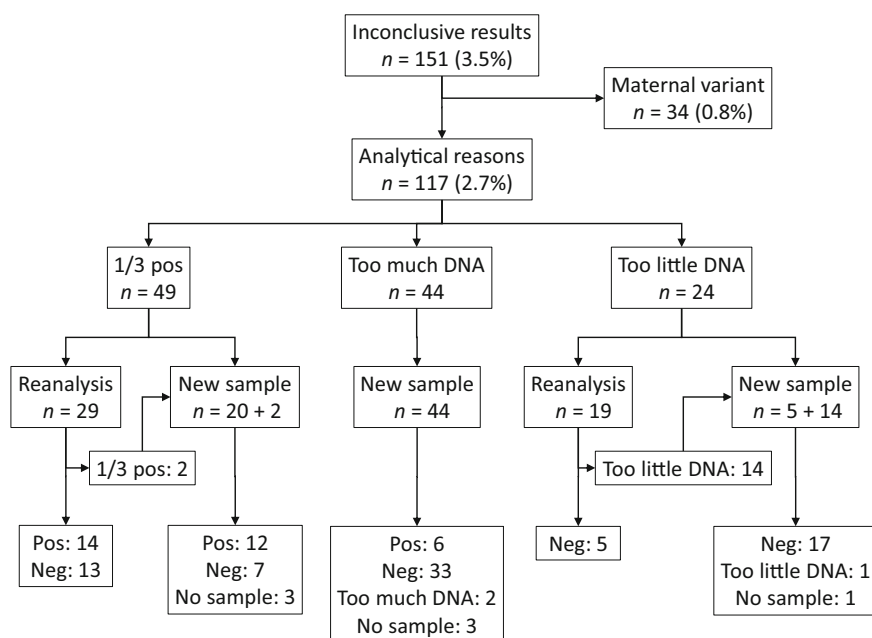 Inconclusive results
n = 151 (3.5%)
Maternal variant
n = 34 (0.8%)
Analytical reasons
n = 117 (2.7%)
1/3 pos
n = 49
Too much DNA
n = 44
Too little DNA
n = 24
Reanalysis
n = 29
New sample
n = 20 + 2
New sample
n = 44
Reanalysis
n = 19
New sample
n = 5 + 14
1/3 pos: 2
Too little DNA: 14
Pos: 14
Neg: 13
Pos: 12
Neg: 7
No sample: 3
Pos: 6
Neg: 33
Too much DNA: 2
No sample: 3
Neg: 5
Neg: 17
Too little DNA: 1
No sample: 1